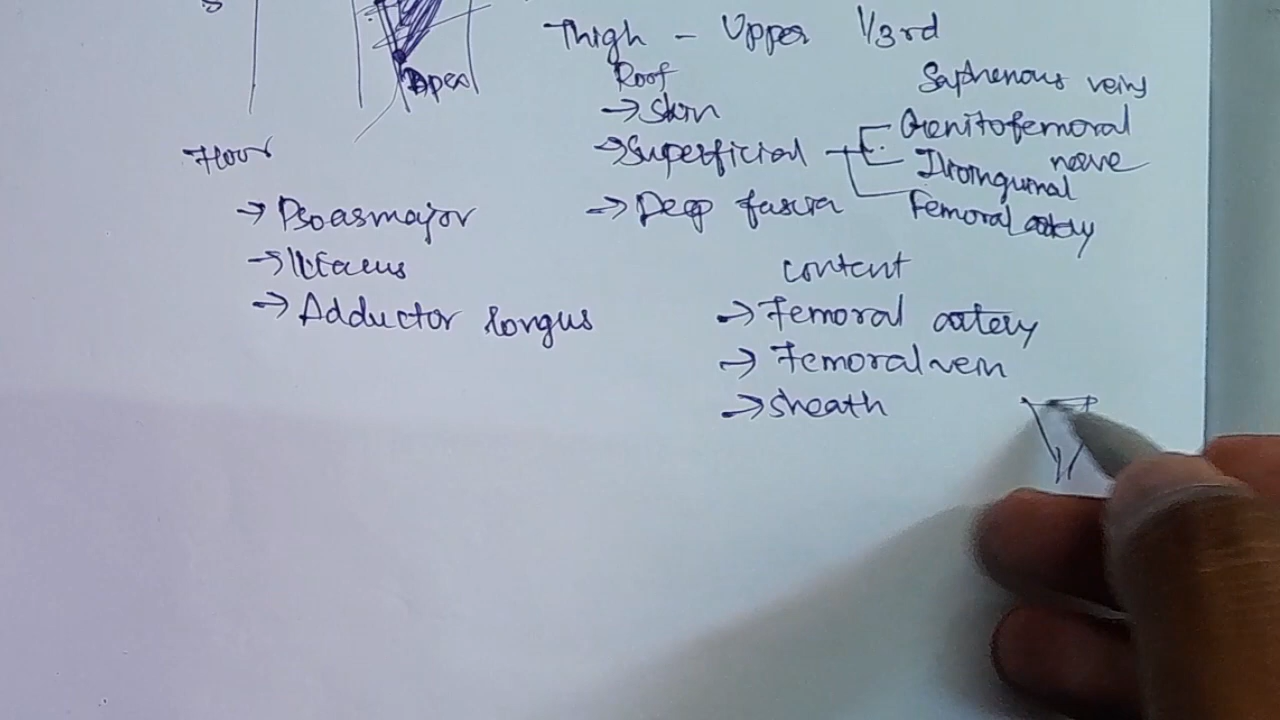 Thigh - Upper 1/3rd
Apex
Roof
→ Skin
→ Superficial
→ Deep fascia
Saphenous veins
Genitofemoral
nerve
Ilioinguinal
Femoral artery
Floor
→ Psoasmajor
→ Iliacus
→ Adductor longus
content
→ Femoral artery
→ Femoral vein
→ Sheath